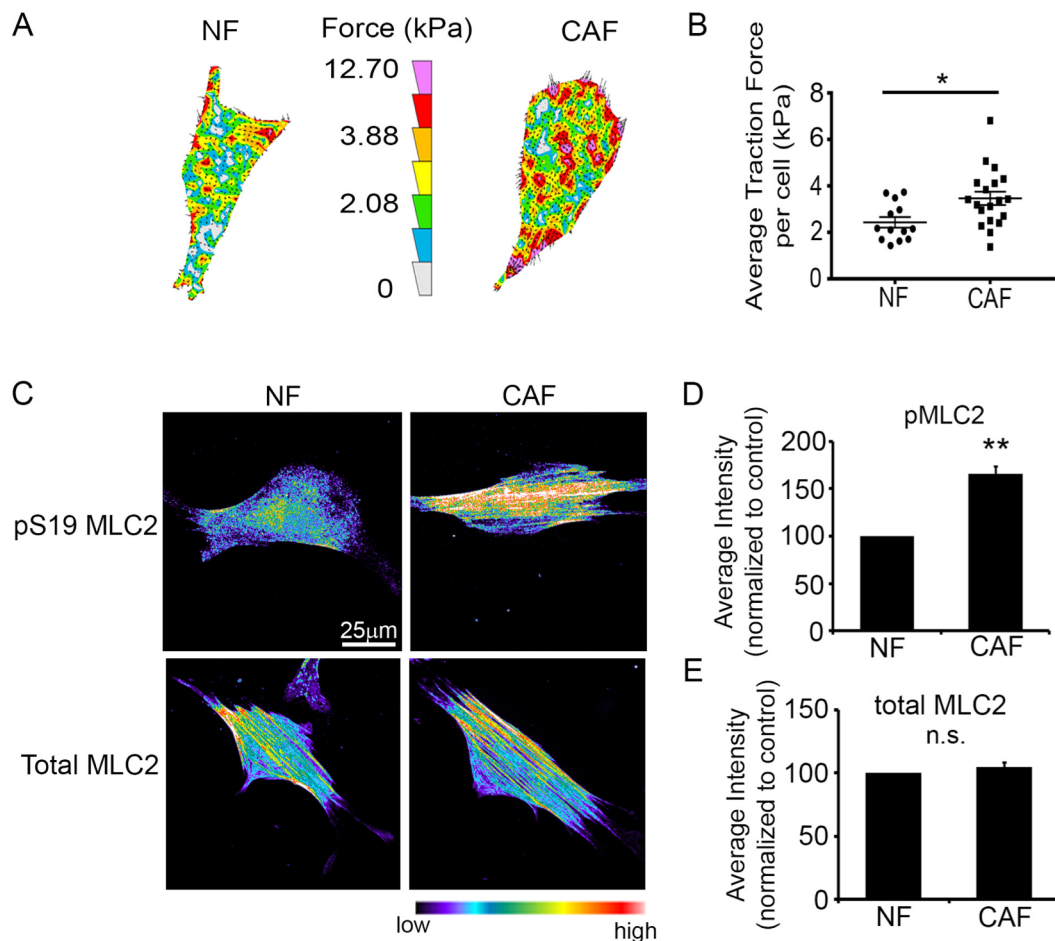 A
NF
Force (kPa)
CAF
12.70
3.88
2.08
0
B
*
Average Traction Force
per cell (kPa)
8
6
4
2
0
NF
CAF
C
NF
CAF
pS19 MLC2
25μm
Total MLC2
low
high
D
pMLC2
**
Average Intensity
(normalized to control)
200
150
100
50
0
NF
CAF
E
total MLC2
n.s.
Average Intensity
(normalized to control)
150
100
50
0
NF
CAF